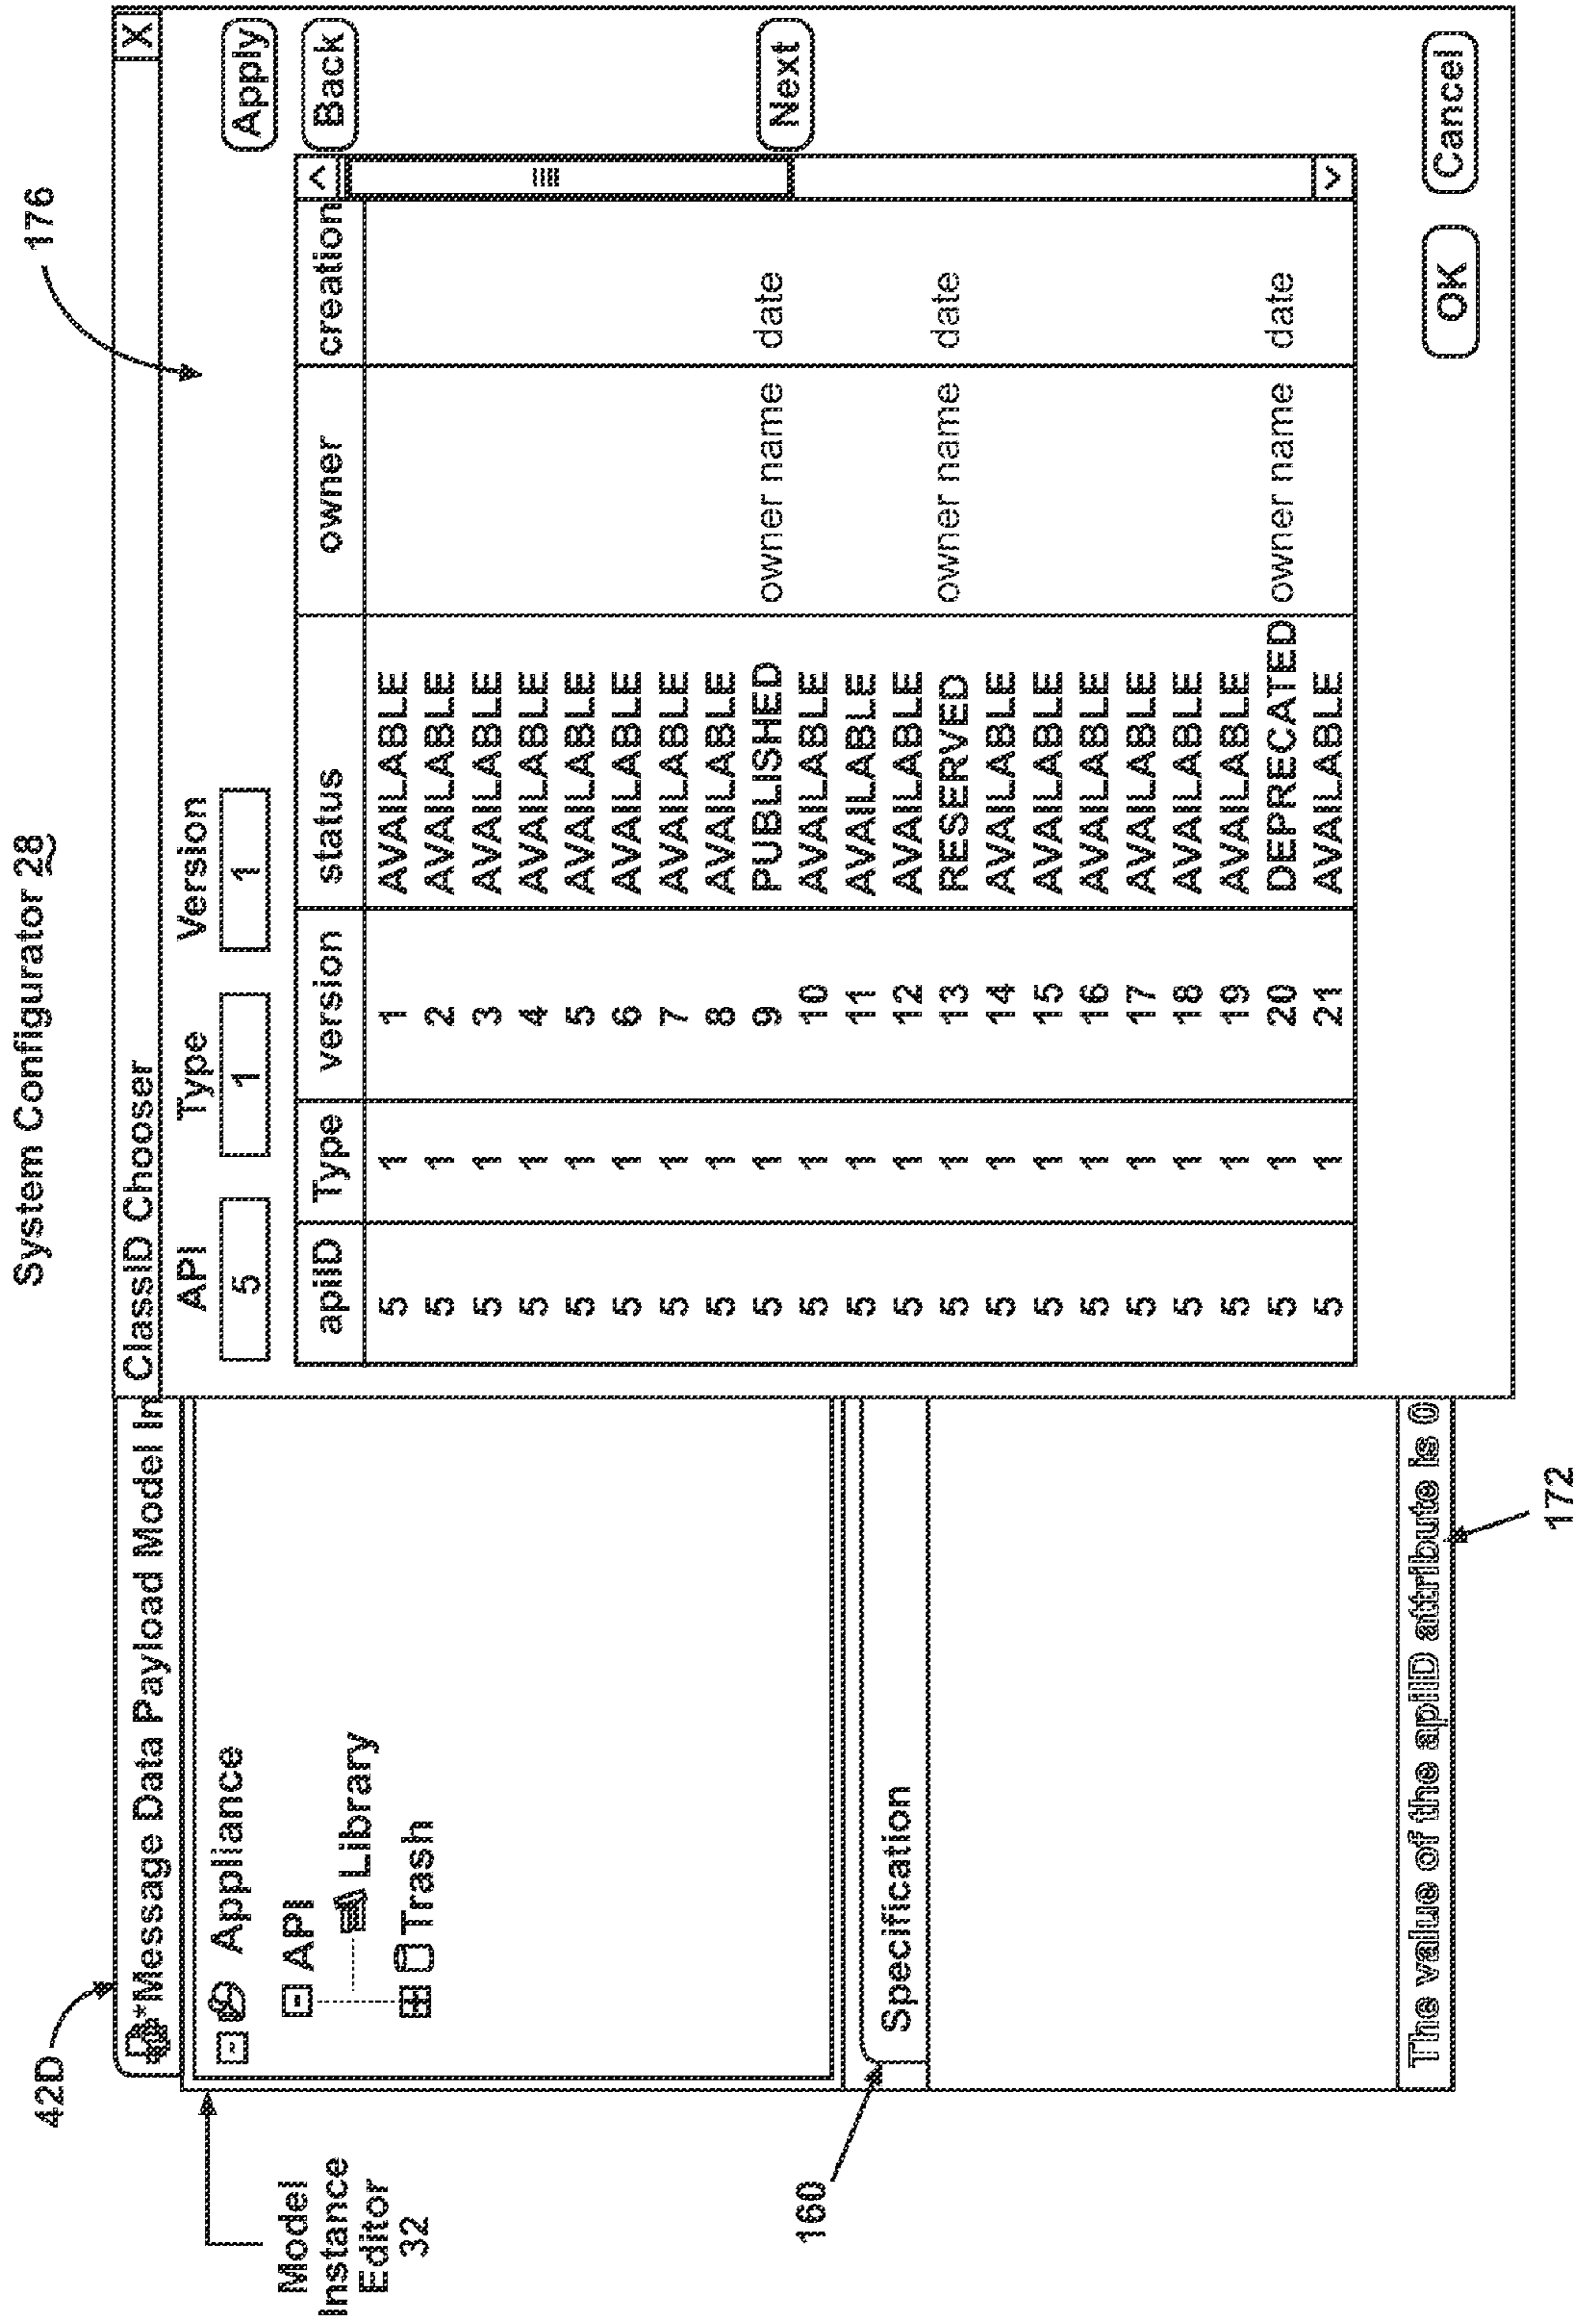 System Configurator 28
176
42D
*Message Data Payload Model In
ClassID Chooser
X
Model
Instance
Editor
32
Appliance
API
Library
Trash
API Type Version
5 1 1
Apply
Back
Next
apiID Type version status owner creation
5 1 1 AVAILABLE
5 1 2 AVAILABLE
5 1 3 AVAILABLE
5 1 4 AVAILABLE
5 1 5 AVAILABLE
5 1 6 AVAILABLE
5 1 7 AVAILABLE
5 1 8 AVAILABLE
5 1 9 PUBLISHED owner name date
5 1 10 AVAILABLE
5 1 11 AVAILABLE
5 1 12 AVAILABLE
5 1 13 RESERVED owner name date
5 1 14 AVAILABLE
5 1 15 AVAILABLE
5 1 16 AVAILABLE
5 1 17 AVAILABLE
5 1 18 AVAILABLE
5 1 19 AVAILABLE
5 1 20 DEPRECATED owner name date
5 1 21 AVAILABLE
160
Specification
The value of the apiID attribute is 0
172
OK
Cancel